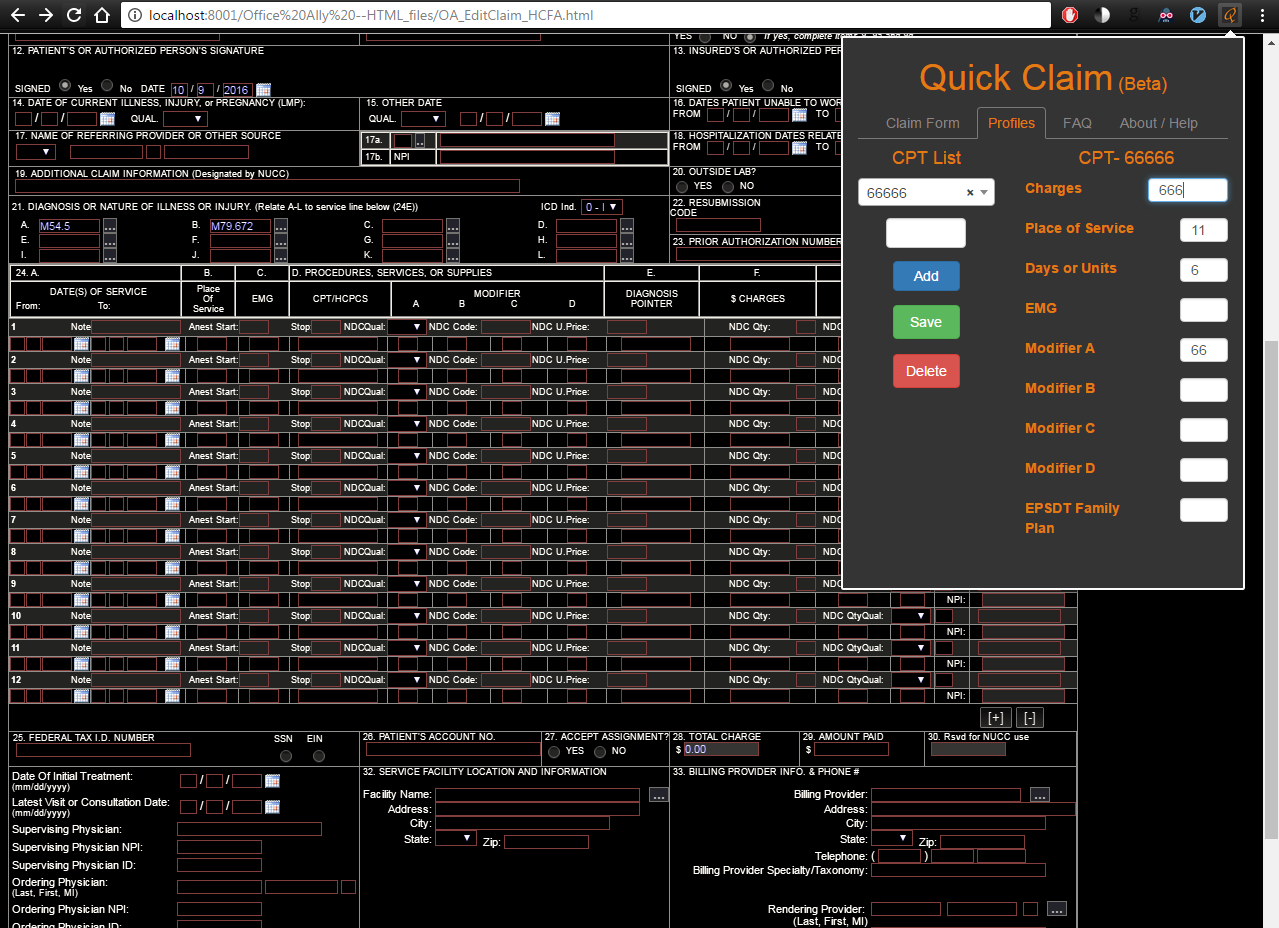 localhost:8001/Office%20Ally%20--HTML_files/OA_EditClaim_HCFA.html
YES NO If yes, complete items 9, 9a and 9d
12. PATIENT'S OR AUTHORIZED PERSON'S SIGNATURE
SIGNED Yes No DATE 10 / 9 / 2016
13. INSURED'S OR AUTHORIZED PER
SIGNED Yes No
14. DATE OF CURRENT ILLNESS, INJURY, or PREGNANCY (LMP):
/ / QUAL.
15. OTHER DATE
QUAL. / /
16. DATES PATIENT UNABLE TO WOR
FROM / / TO
17. NAME OF REFERRING PROVIDER OR OTHER SOURCE
17a. ..
17b. NPI
18. HOSPITALIZATION DATES RELATE
FROM / / TO
19. ADDITIONAL CLAIM INFORMATION (Designated by NUCC)
20. OUTSIDE LAB?
YES NO
21. DIAGNOSIS OR NATURE OF ILLNESS OR INJURY. (Relate A-L to service line below (24E)) ICD Ind. 0 - I
A. M54.5 ... B. M79.672 ... C. ... D. ...
E. ... F. ... G. ... H. ...
I. ... J. ... K. ... L. ...
22. RESUBMISSION
CODE
23. PRIOR AUTHORIZATION NUMBER
24. A. B. C. D. PROCEDURES, SERVICES, OR SUPPLIES E. F.
DATE(S) OF SERVICE
From: To:
Place
Of
Service
EMG
CPT/HCPCS
MODIFIER
A B C D
DIAGNOSIS
POINTER
$ CHARGES
1 Note Anest Start: Stop: NDCQual: NDC Code: NDC U.Price: NDC Qty: NDC
2 Note Anest Start: Stop: NDCQual: NDC Code: NDC U.Price: NDC Qty: NDC
3 Note Anest Start: Stop: NDCQual: NDC Code: NDC U.Price: NDC Qty: NDC
4 Note Anest Start: Stop: NDCQual: NDC Code: NDC U.Price: NDC Qty: NDC
5 Note Anest Start: Stop: NDCQual: NDC Code: NDC U.Price: NDC Qty: NDC
6 Note Anest Start: Stop: NDCQual: NDC Code: NDC U.Price: NDC Qty: NDC
7 Note Anest Start: Stop: NDCQual: NDC Code: NDC U.Price: NDC Qty: NDC
8 Note Anest Start: Stop: NDCQual: NDC Code: NDC U.Price: NDC Qty: NDC
9 Note Anest Start: Stop: NDCQual: NDC Code: NDC U.Price: NDC Qty: NDC
NPI:
10 Note Anest Start: Stop: NDCQual: NDC Code: NDC U.Price: NDC Qty: NDC QtyQual:
NPI:
11 Note Anest Start: Stop: NDCQual: NDC Code: NDC U.Price: NDC Qty: NDC QtyQual:
NPI:
12 Note Anest Start: Stop: NDCQual: NDC Code: NDC U.Price: NDC Qty: NDC QtyQual:
NPI:
[+] [-]
25. FEDERAL TAX I.D. NUMBER SSN EIN
26. PATIENT'S ACCOUNT NO.
27. ACCEPT ASSIGNMENT?
YES NO
28. TOTAL CHARGE
$ 0.00
29. AMOUNT PAID
$
30. Rsvd for NUCC use
Date Of Initial Treatment:
(mm/dd/yyyy)
/ /
Latest Visit or Consultation Date:
(mm/dd/yyyy)
/ /
Supervising Physician:
Supervising Physician NPI:
Supervising Physician ID:
Ordering Physician:
(Last, First, MI)
Ordering Physician NPI:
Ordering Physician ID:
32. SERVICE FACILITY LOCATION AND INFORMATION
Facility Name: ...
Address:
City:
State: Zip:
33. BILLING PROVIDER INFO. & PHONE #
Billing Provider: ...
Address:
City:
State: Zip:
Telephone: ( )
Billing Provider Specialty/Taxonomy:
Rendering Provider: ...
(Last, First, MI)
Quick Claim (Beta)
Claim Form Profiles FAQ About / Help
CPT List
66666 ×
Add
Save
Delete
CPT- 66666
Charges 666
Place of Service 11
Days or Units 6
EMG
Modifier A 66
Modifier B
Modifier C
Modifier D
EPSDT Family
Plan